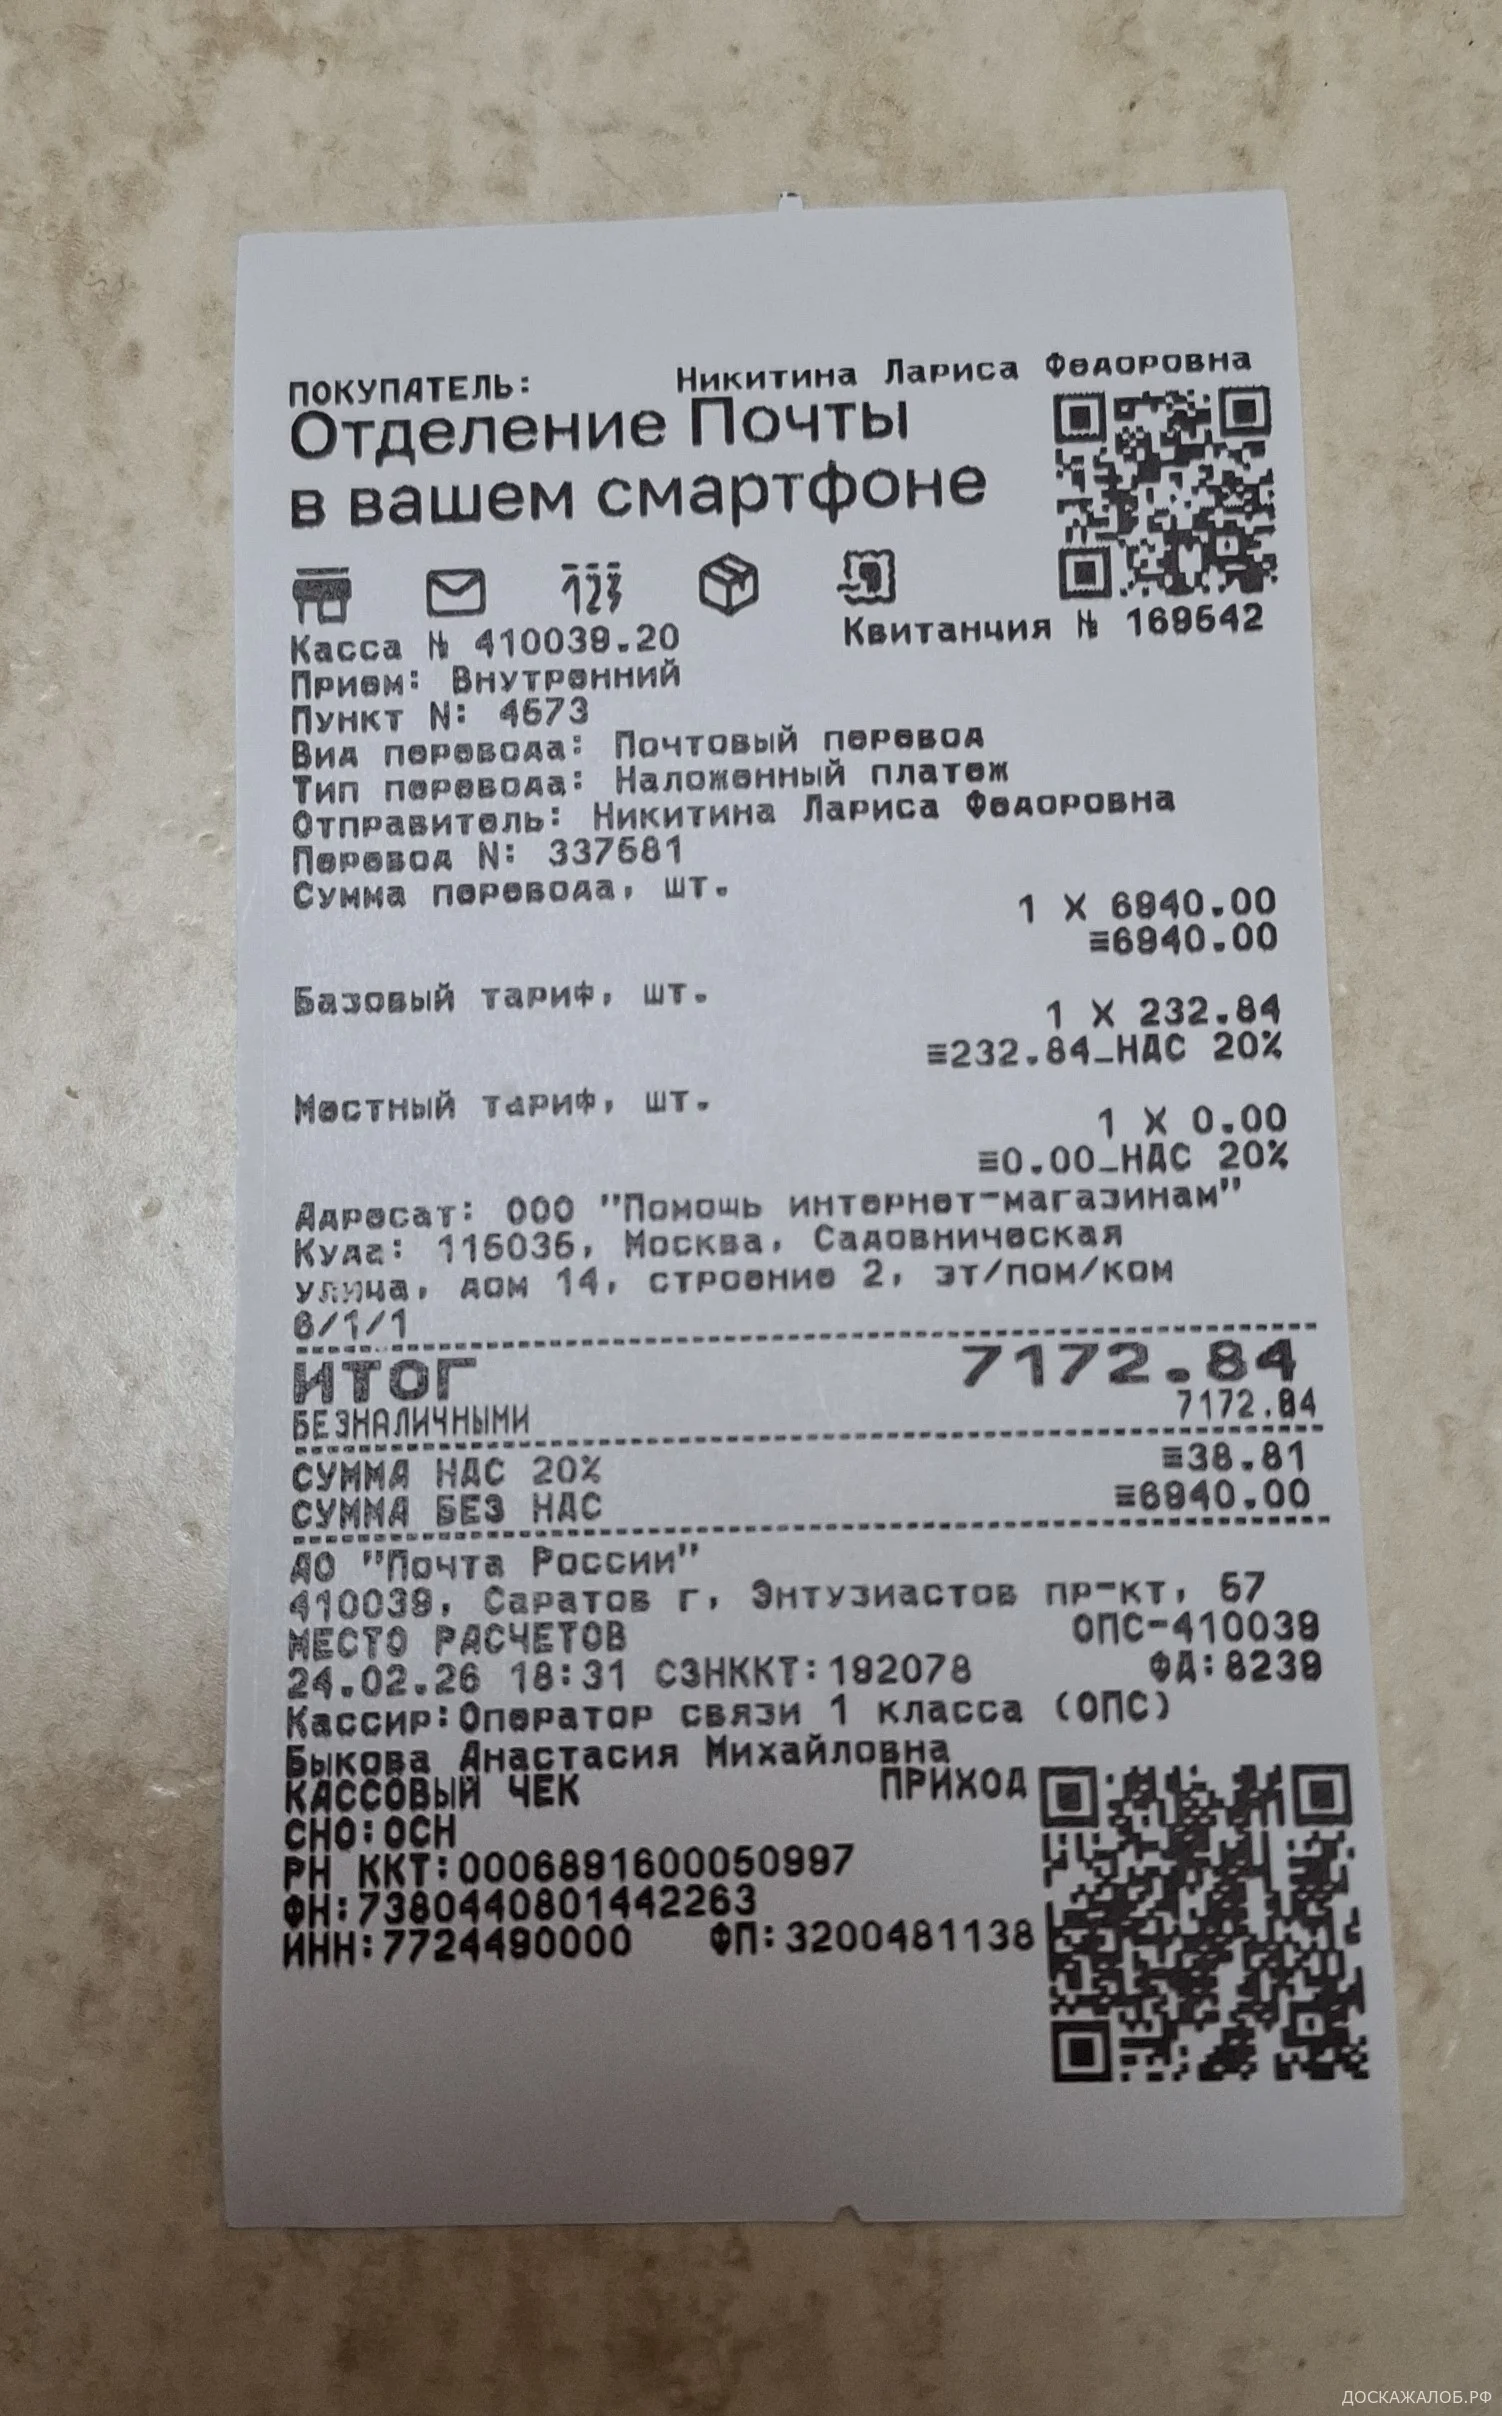 ПОКУПАТЕЛЬ: Никитина Лариса Федоровна
Отделение Почты
в вашем смартфоне
123
Касса № 410039.20 Квитанция № 169542
Прием: Внутренний
Пункт N: 4573
Вид перевода: Почтовый перевод
Тип перевода: Наложенный платеж
Отправитель: Никитина Лариса Федоровна
Перевод N: 337581
Сумма перевода, шт.
1 X 6940.00
≡6940.00
Базовый тариф, шт.
1 X 232.84
≡232.84_НДС 20%
Местный тариф, шт.
1 X 0.00
≡0.00_НДС 20%
Адресат: ООО "Помощь интернет-магазинам"
Куда: 115035, Москва, Садовническая
улица, дом 14, строение 2, эт/пом/ком
6/1/1
ИТОГ 7172.84
БЕЗНАЛИЧНЫМИ 7172.84
СУММА НДС 20% ≡38.81
СУММА БЕЗ НДС ≡6940.00
АО "Почта России"
410039, Саратов г, Энтузиастов пр-кт, 57
МЕСТО РАСЧЕТОВ ОПС-410039
24.02.26 18:31 СЗНККТ:192078 ФД:8239
Кассир:Оператор связи 1 класса (ОПС)
Быкова Анастасия Михайловна
КАССОВЫЙ ЧЕК ПРИХОД
СНО:ОСН
РН ККТ:0006891600050997
ФН:7380440801442263
ИНН:7724490000 ФП:3200481138
ДОСКАЖАЛОБ.РФ